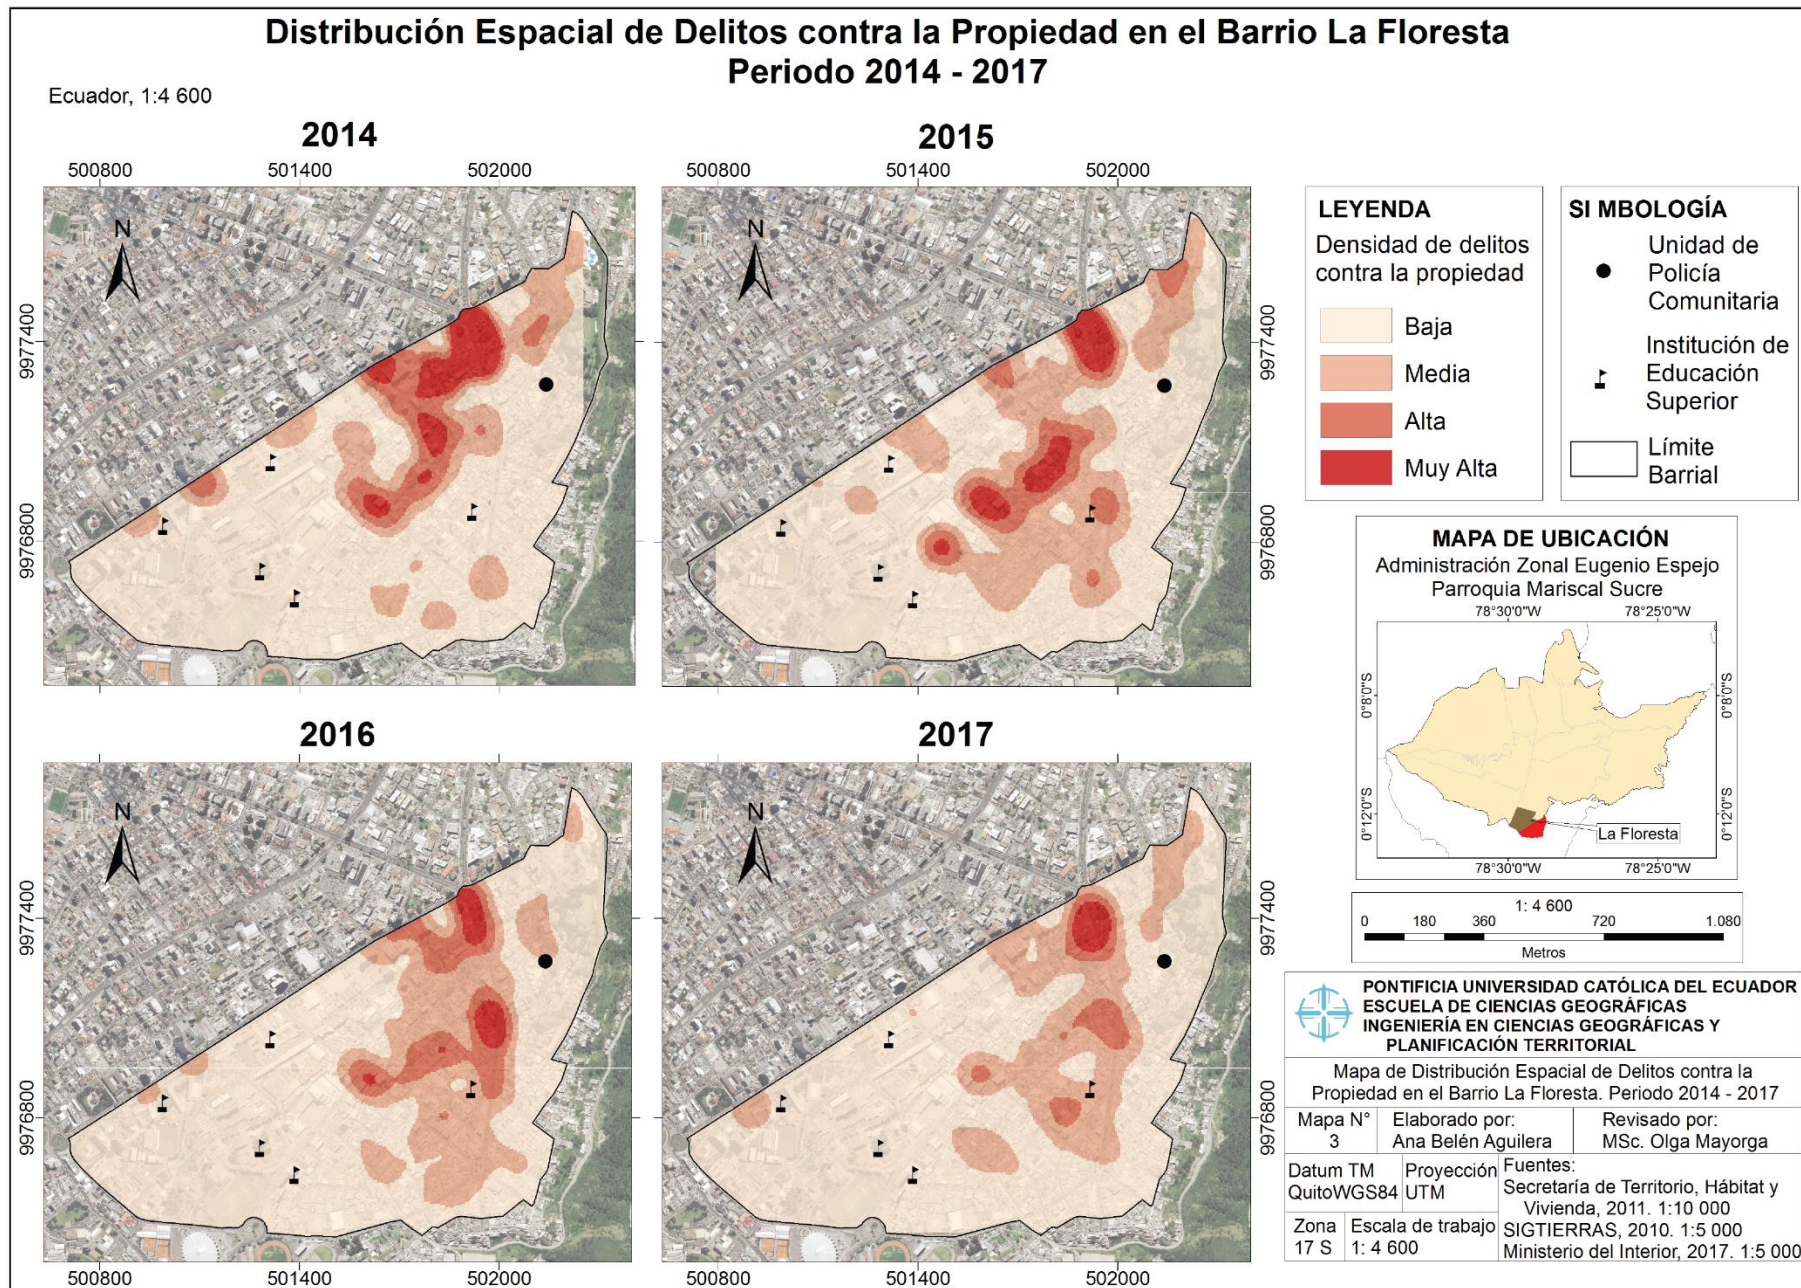 Distribución Espacial de Delitos contra la Propiedad en el Barrio La Floresta
Periodo 2014 - 2017
Ecuador, 1:4 600
2014
500800 501400 502000
N
9977400
9976800
2015
500800 501400 502000
N
9977400
9976800
2016
N
9977400
9976800
500800 501400 502000
2017
N
9977400
9976800
500800 501400 502000
LEYENDA
Densidad de delitos
contra la propiedad
Baja
Media
Alta
Muy Alta
SI MBOLOGÍA
Unidad de
Policía
Comunitaria
Institución de
Educación
Superior
Límite
Barrial
MAPA DE UBICACIÓN
Administración Zonal Eugenio Espejo
Parroquia Mariscal Sucre
78°30'0"W 78°25'0"W
0°8'0"S 0°8'0"S
0°12'0"S 0°12'0"S
La Floresta
78°30'0"W 78°25'0"W
1: 4 600
0 180 360 720 1.080
Metros
PONTIFICIA UNIVERSIDAD CATÓLICA DEL ECUADOR
ESCUELA DE CIENCIAS GEOGRÁFICAS
INGENIERÍA EN CIENCIAS GEOGRÁFICAS Y
PLANIFICACIÓN TERRITORIAL
Mapa de Distribución Espacial de Delitos contra la
Propiedad en el Barrio La Floresta. Periodo 2014 - 2017
Mapa N°
3
Elaborado por:
Ana Belén Aguilera
Revisado por:
MSc. Olga Mayorga
Datum TM
QuitoWGS84
Proyección
UTM
Zona
17 S
Escala de trabajo
1: 4 600
Fuentes:
Secretaría de Territorio, Hábitat y
Vivienda, 2011. 1:10 000
SIGTIERRAS, 2010. 1:5 000
Ministerio del Interior, 2017. 1:5 000